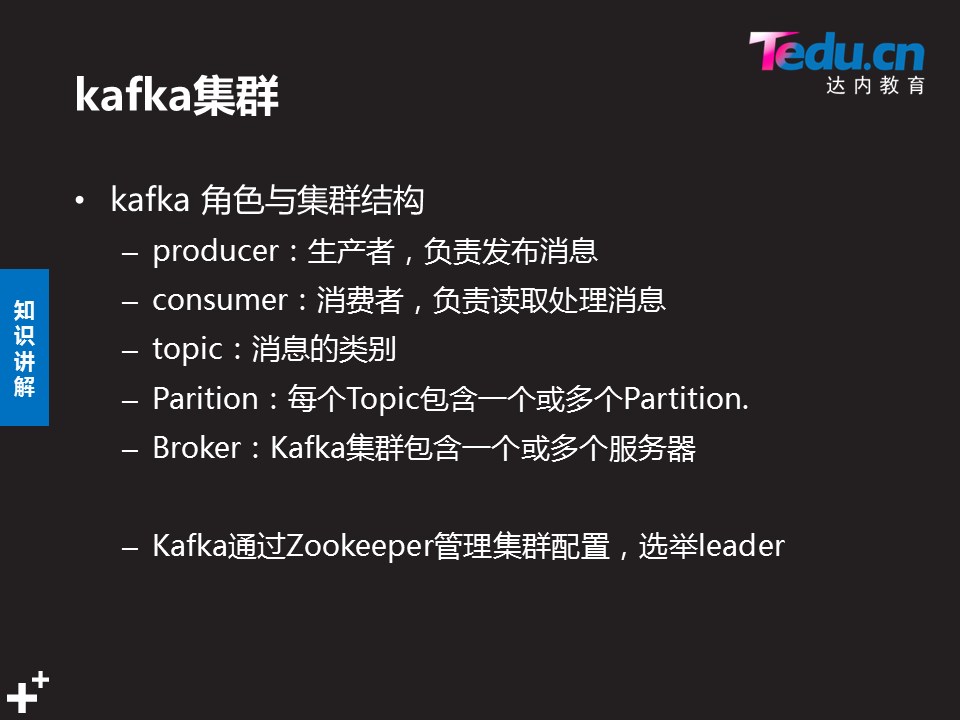 Tedu.cn
达内教育
kafka集群
• kafka 角色与集群结构
– producer：生产者，负责发布消息
– consumer：消费者，负责读取处理消息
– topic：消息的类别
– Parition：每个Topic包含一个或多个Partition.
– Broker：Kafka集群包含一个或多个服务器
– Kafka通过Zookeeper管理集群配置，选举leader
知
识
讲
解